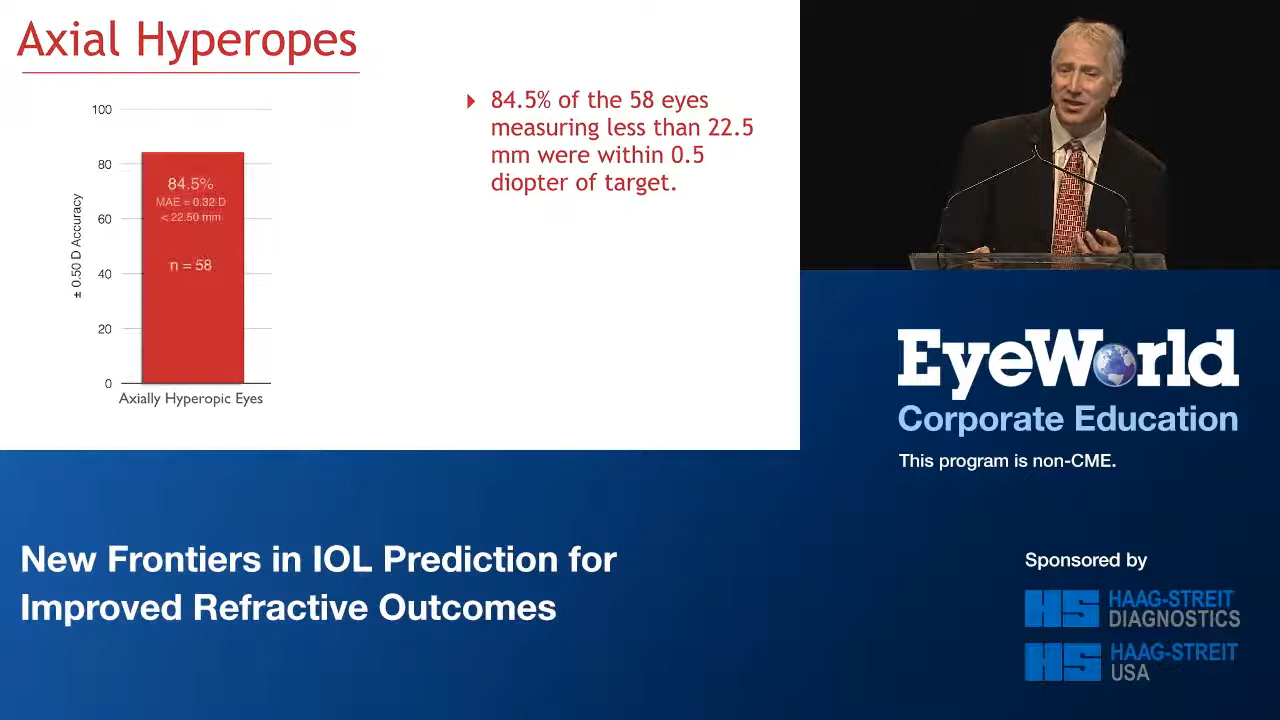 Axial Hyperopes
100
80
60
40
20
0
± 0.50 D Accuracy
84.5%
MAE = 0.32 D
< 22.50 mm
n = 58
Axially Hyperopic Eyes
84.5% of the 58 eyes
measuring less than 22.5
mm were within 0.5
diopter of target.
EyeWorld
Corporate Education
This program is non-CME.
New Frontiers in IOL Prediction for
Improved Refractive Outcomes
Sponsored by
HS HAAG-STREIT
DIAGNOSTICS
HS HAAG-STREIT
USA